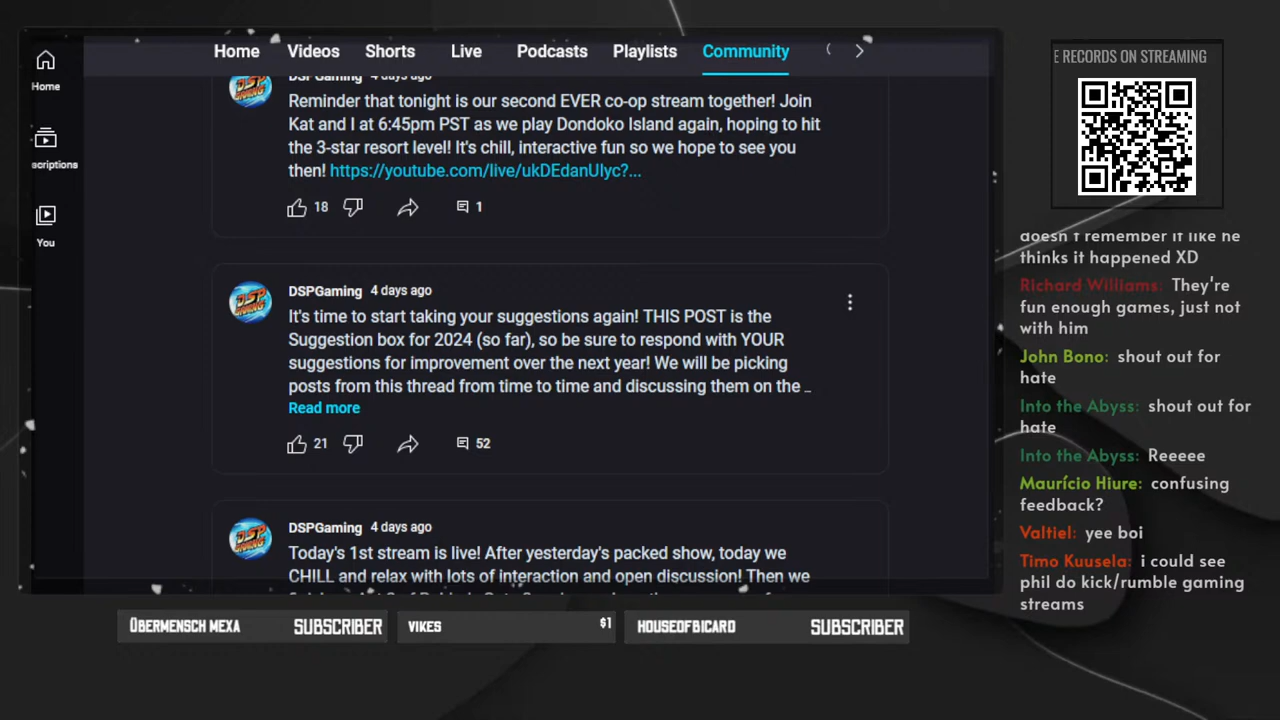 Home Videos Shorts Live Podcasts Playlists Community
Home
scriptions
You
DSPGaming 4 days ago
Reminder that tonight is our second EVER co-op stream together! Join
Kat and I at 6:45pm PST as we play Dondoko Island again, hoping to hit
the 3-star resort level! It's chill, interactive fun so we hope to see you
then! https://youtube.com/live/ukDEdanUlyc?...
18 1
DSPGaming 4 days ago
It's time to start taking your suggestions again! THIS POST is the
Suggestion box for 2024 (so far), so be sure to respond with YOUR
suggestions for improvement over the next year! We will be picking
posts from this thread from time to time and discussing them on the ...
Read more
21 52
DSPGaming 4 days ago
Today's 1st stream is live! After yesterday's packed show, today we
CHILL and relax with lots of interaction and open discussion! Then we
E RECORDS ON STREAMING
doesn't remember it like he
thinks it happened XD
Richard Williams: They're
fun enough games, just not
with him
John Bono: shout out for
hate
Into the Abyss: shout out for
hate
Into the Abyss: Reeeee
Maurício Hiure: confusing
feedback?
Valtiel: yee boi
Timo Kuusela: i could see
phil do kick/rumble gaming
streams
ÜBERMENSCH MEXA SUBSCRIBER
VIKES $1
HOUSEOFBICARD SUBSCRIBER